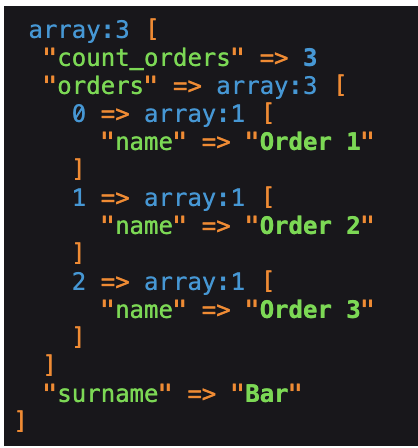 array:3 [
"count_orders" => 3
"orders" => array:3 [
0 => array:1 [
"name" => "Order 1"
]
1 => array:1 [
"name" => "Order 2"
]
2 => array:1 [
"name" => "Order 3"
]
]
"surname" => "Bar"
]